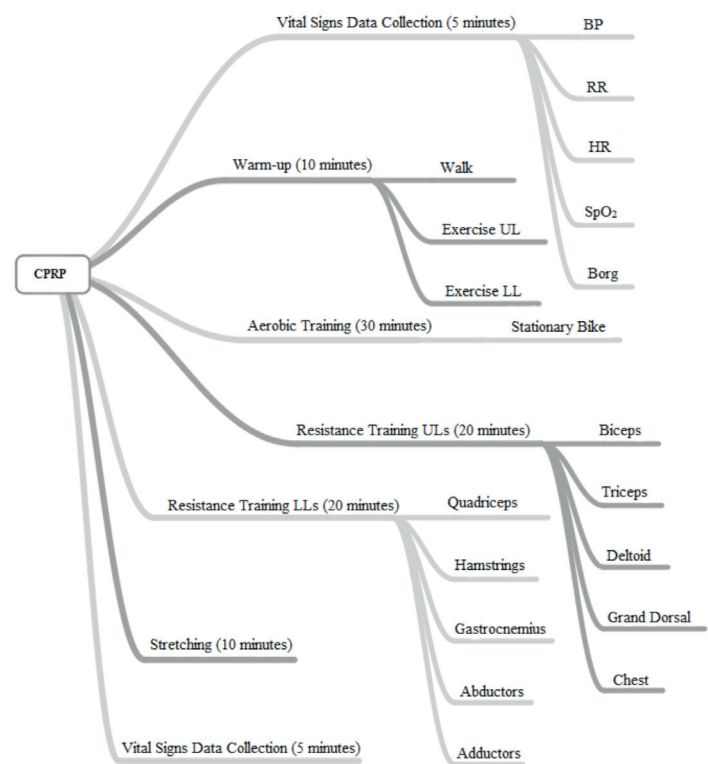 Vital Signs Data Collection (5 minutes)
BP
RR
HR
SpO₂
Borg
Warm-up (10 minutes)
Walk
Exercise UL
Exercise LL
CPRP
Aerobic Training (30 minutes)
Stationary Bike
Resistance Training ULs (20 minutes)
Biceps
Triceps
Deltoid
Grand Dorsal
Chest
Resistance Training LLs (20 minutes)
Quadriceps
Hamstrings
Gastrocnemius
Abductors
Adductors
Stretching (10 minutes)
Vital Signs Data Collection (5 minutes)